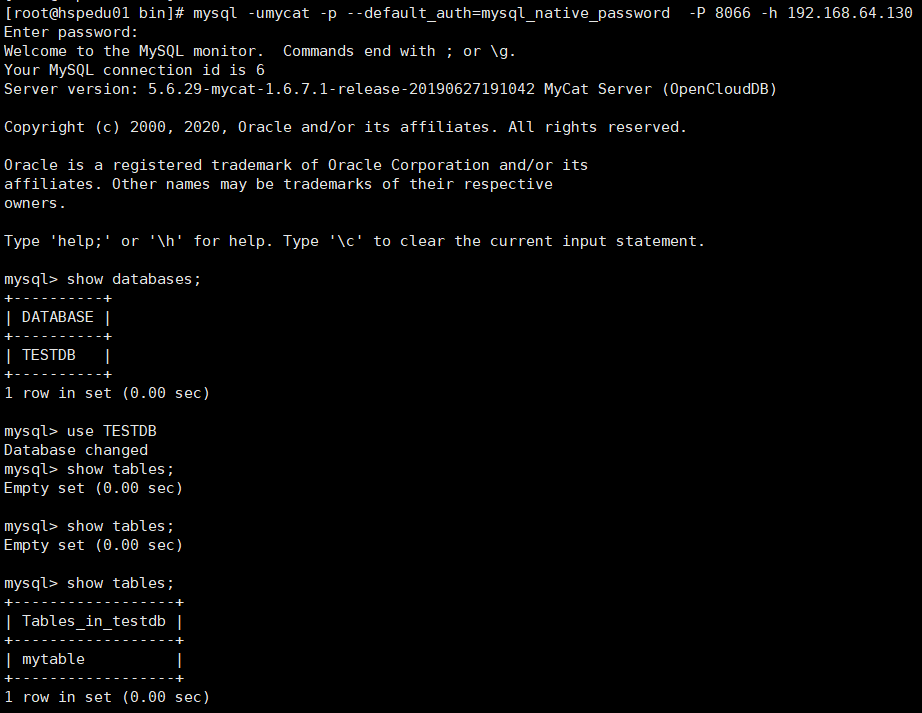 [root@hspedu01 bin]# mysql -umycat -p --default_auth=mysql_native_password  -P 8066 -h 192.168.64.130
Enter password:
Welcome to the MySQL monitor.  Commands end with ; or \g.
Your MySQL connection id is 6
Server version: 5.6.29-mycat-1.6.7.1-release-20190627191042 MyCat Server (OpenCloudDB)

Copyright (c) 2000, 2020, Oracle and/or its affiliates. All rights reserved.

Oracle is a registered trademark of Oracle Corporation and/or its
affiliates. Other names may be trademarks of their respective
owners.

Type 'help;' or '\h' for help. Type '\c' to clear the current input statement.

mysql> show databases;
+----------+
| DATABASE |
+----------+
| TESTDB   |
+----------+
1 row in set (0.00 sec)

mysql> use TESTDB
Database changed
mysql> show tables;
Empty set (0.00 sec)

mysql> show tables;
Empty set (0.00 sec)

mysql> show tables;
+------------------+
| Tables_in_testdb |
+------------------+
| mytable          |
+------------------+
1 row in set (0.00 sec)